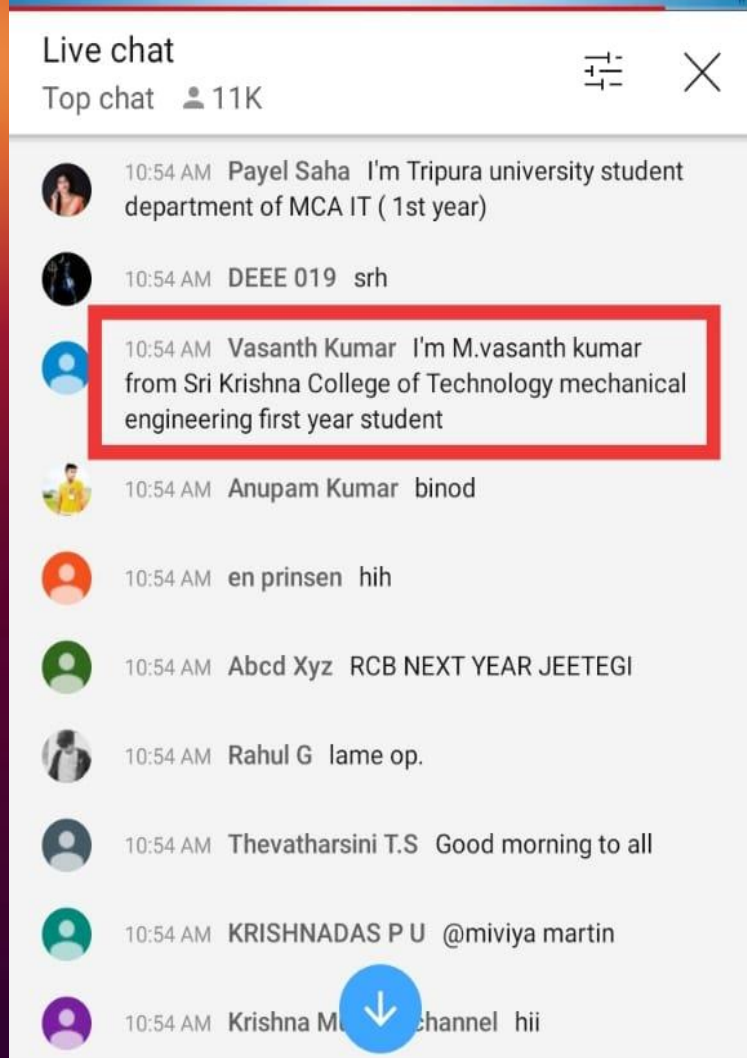 Live chat
Top chat 11K
10:54 AM Payel Saha I'm Tripura university student
department of MCA IT ( 1st year)
10:54 AM DEEE 019 srh
10:54 AM Vasanth Kumar I'm M.vasanth kumar
from Sri Krishna College of Technology mechanical
engineering first year student
10:54 AM Anupam Kumar binod
10:54 AM en prinsen hih
10:54 AM Abcd Xyz RCB NEXT YEAR JEETEGI
10:54 AM Rahul G lame op.
10:54 AM Thevatharsini T.S Good morning to all
10:54 AM KRISHNADAS P U @miviya martin
10:54 AM Krishna hii